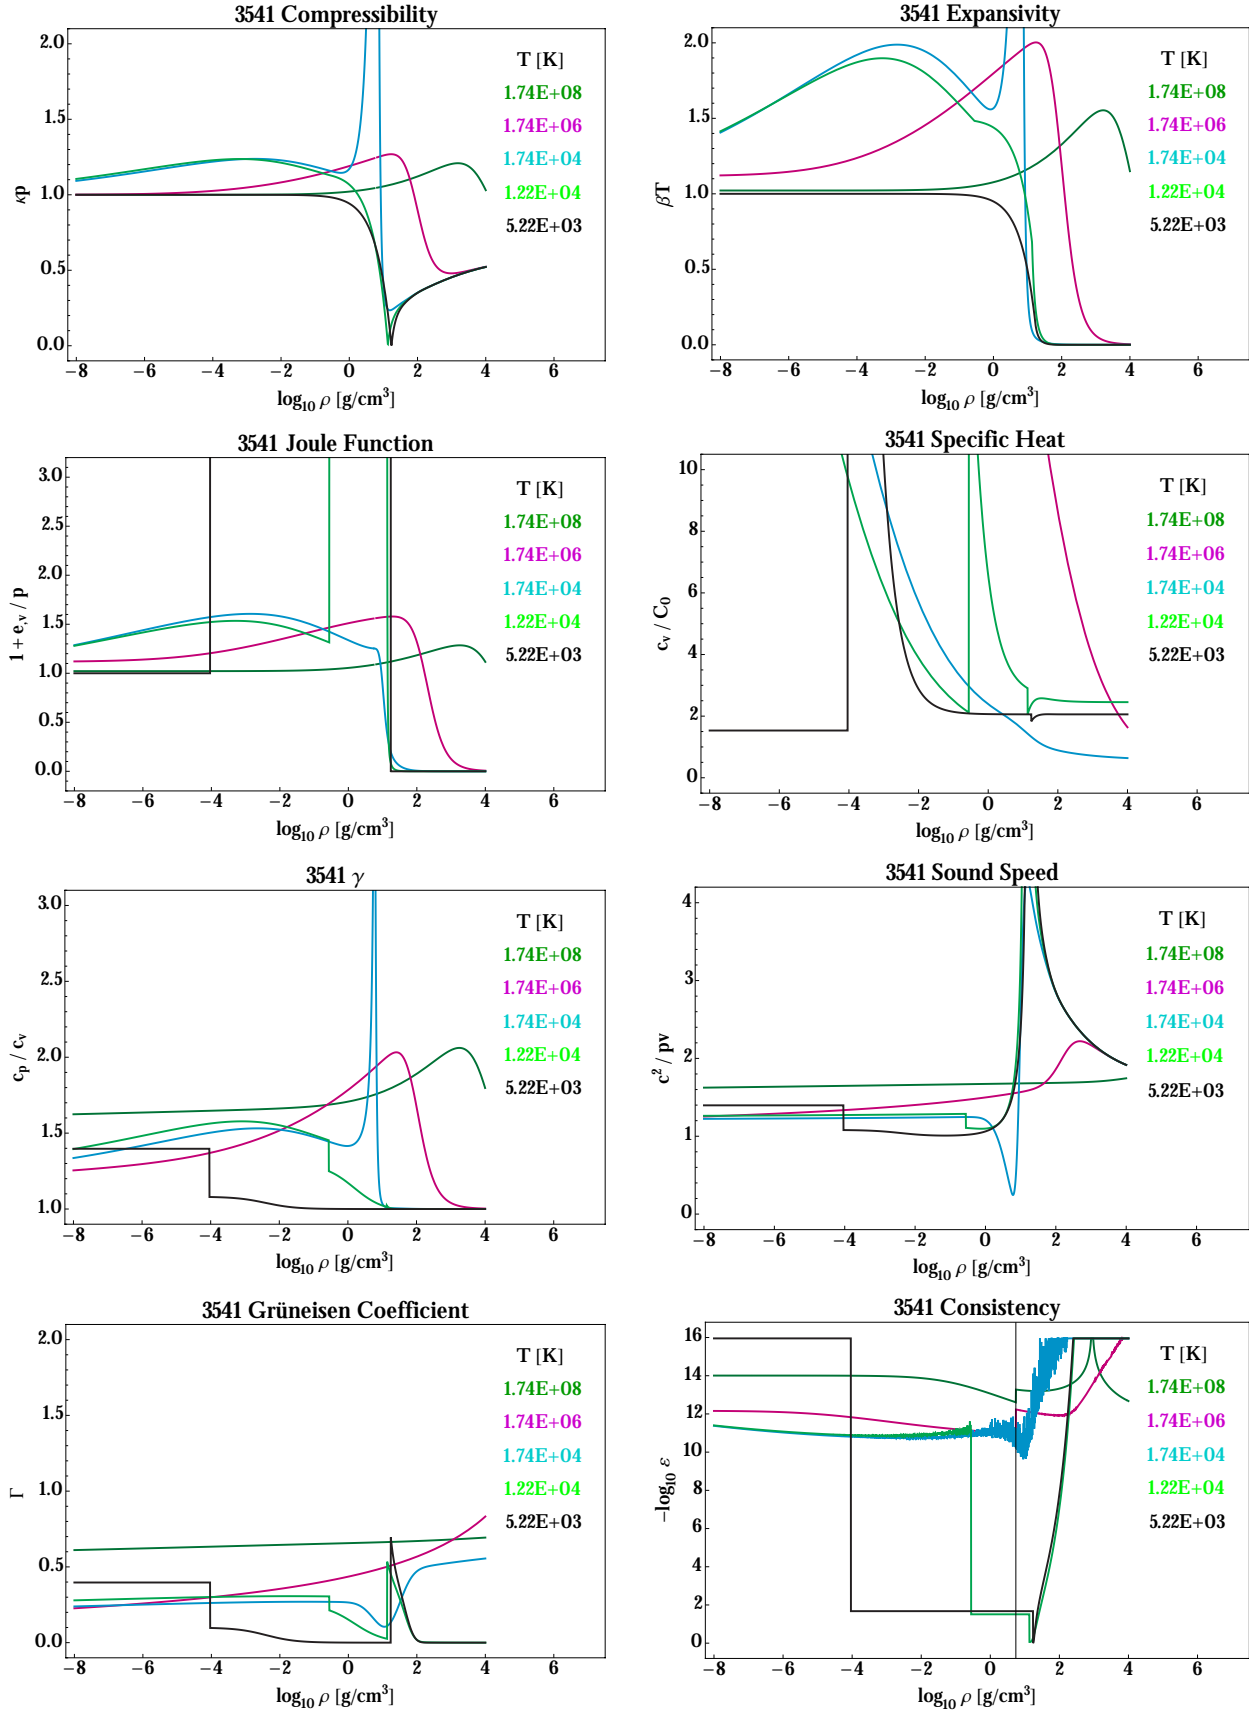 3541 Compressibility
2.0
1.5
1.0
0.5
0.0
κp
−8 −6 −4 −2 0 2 4 6
log10 ρ [g/cm3]
T [K]
1.74E+08
1.74E+06
1.74E+04
1.22E+04
5.22E+03
3541 Expansivity
2.0
1.5
1.0
0.5
0.0
βT
−8 −6 −4 −2 0 2 4 6
log10 ρ [g/cm3]
T [K]
1.74E+08
1.74E+06
1.74E+04
1.22E+04
5.22E+03
3541 Joule Function
3.0
2.5
2.0
1.5
1.0
0.5
0.0
1 + e,v / p
−8 −6 −4 −2 0 2 4 6
log10 ρ [g/cm3]
T [K]
1.74E+08
1.74E+06
1.74E+04
1.22E+04
5.22E+03
3541 Specific Heat
10
8
6
4
2
0
cv / C0
−8 −6 −4 −2 0 2 4 6
log10 ρ [g/cm3]
T [K]
1.74E+08
1.74E+06
1.74E+04
1.22E+04
5.22E+03
3541 γ
3.0
2.5
2.0
1.5
1.0
cp / cv
−8 −6 −4 −2 0 2 4 6
log10 ρ [g/cm3]
T [K]
1.74E+08
1.74E+06
1.74E+04
1.22E+04
5.22E+03
3541 Sound Speed
4
3
2
1
0
c2 / pv
−8 −6 −4 −2 0 2 4 6
log10 ρ [g/cm3]
T [K]
1.74E+08
1.74E+06
1.74E+04
1.22E+04
5.22E+03
3541 Grüneisen Coefficient
2.0
1.5
1.0
0.5
0.0
Γ
−8 −6 −4 −2 0 2 4 6
log10 ρ [g/cm3]
T [K]
1.74E+08
1.74E+06
1.74E+04
1.22E+04
5.22E+03
3541 Consistency
16
14
12
10
8
6
4
2
0
−log10 ε
−8 −6 −4 −2 0 2 4 6
log10 ρ [g/cm3]
T [K]
1.74E+08
1.74E+06
1.74E+04
1.22E+04
5.22E+03